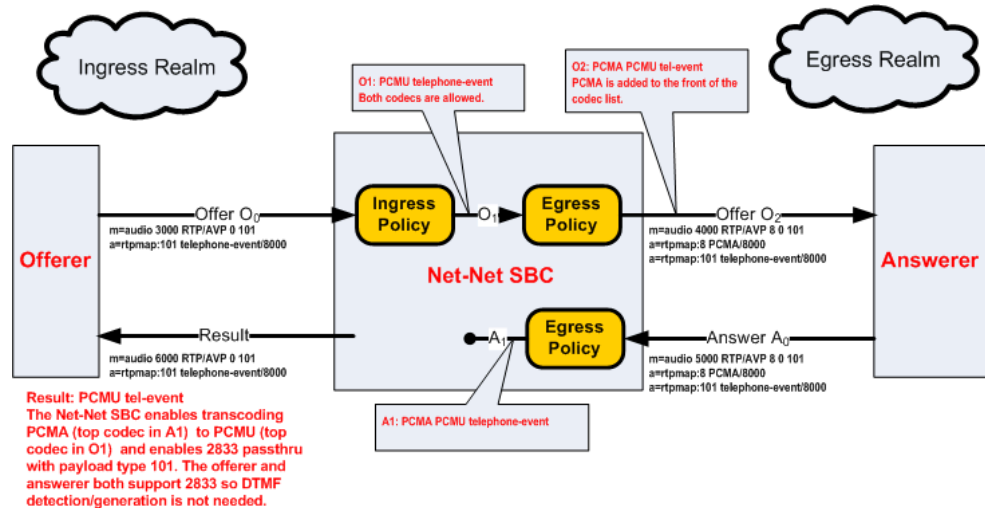 Ingress Realm
Egress Realm
O1: PCMU telephone-event
Both codecs are allowed.
O2: PCMA PCMU tel-event
PCMA is added to the front of the
codec list.
Offerer
Offer O0
m=audio 3000 RTP/AVP 0 101
a=rtpmap:101 telephone-event/8000
Ingress
Policy
O1
Egress
Policy
Offer O2
m=audio 4000 RTP/AVP 8 0 101
a=rtpmap:8 PCMA/8000
a=rtpmap:101 telephone-event/8000
Answerer
Net-Net SBC
Result
m=audio 6000 RTP/AVP 0 101
a=rtpmap:101 telephone-event/8000
A1
Egress
Policy
Answer A0
m=audio 5000 RTP/AVP 8 0 101
a=rtpmap:8 PCMA/8000
a=rtpmap:101 telephone-event/8000
Result: PCMU tel-event
The Net-Net SBC enables transcoding
PCMA (top codec in A1) to PCMU (top
codec in O1) and enables 2833 passthru
with payload type 101. The offerer and
answerer both support 2833 so DTMF
detection/generation is not needed.
A1: PCMA PCMU telephone-event